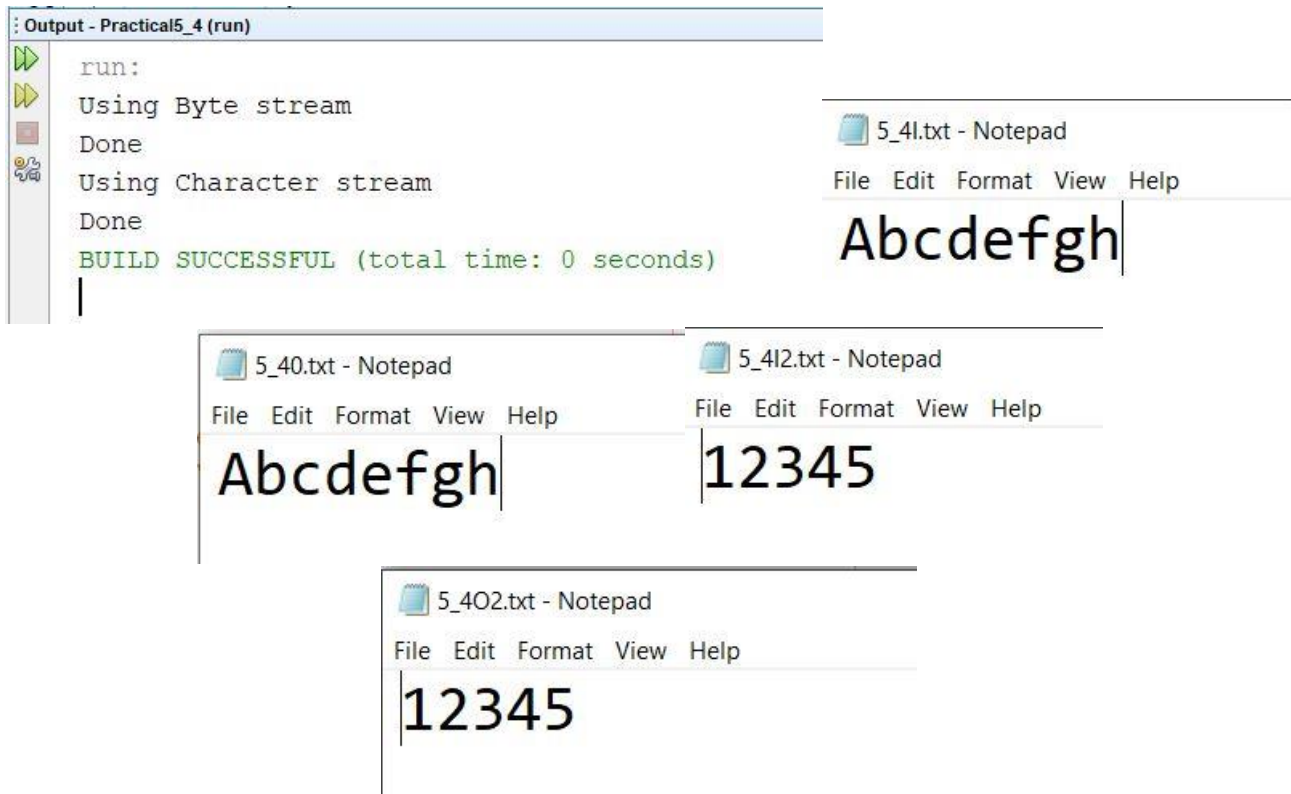 Output - Practical5_4 (run)
run:
Using Byte stream
Done
Using Character stream
Done
BUILD SUCCESSFUL (total time: 0 seconds)
5_4I.txt - Notepad
File Edit Format View Help
Abcdefgh
5_40.txt - Notepad
File Edit Format View Help
Abcdefgh
5_4I2.txt - Notepad
File Edit Format View Help
12345
5_4O2.txt - Notepad
File Edit Format View Help
12345